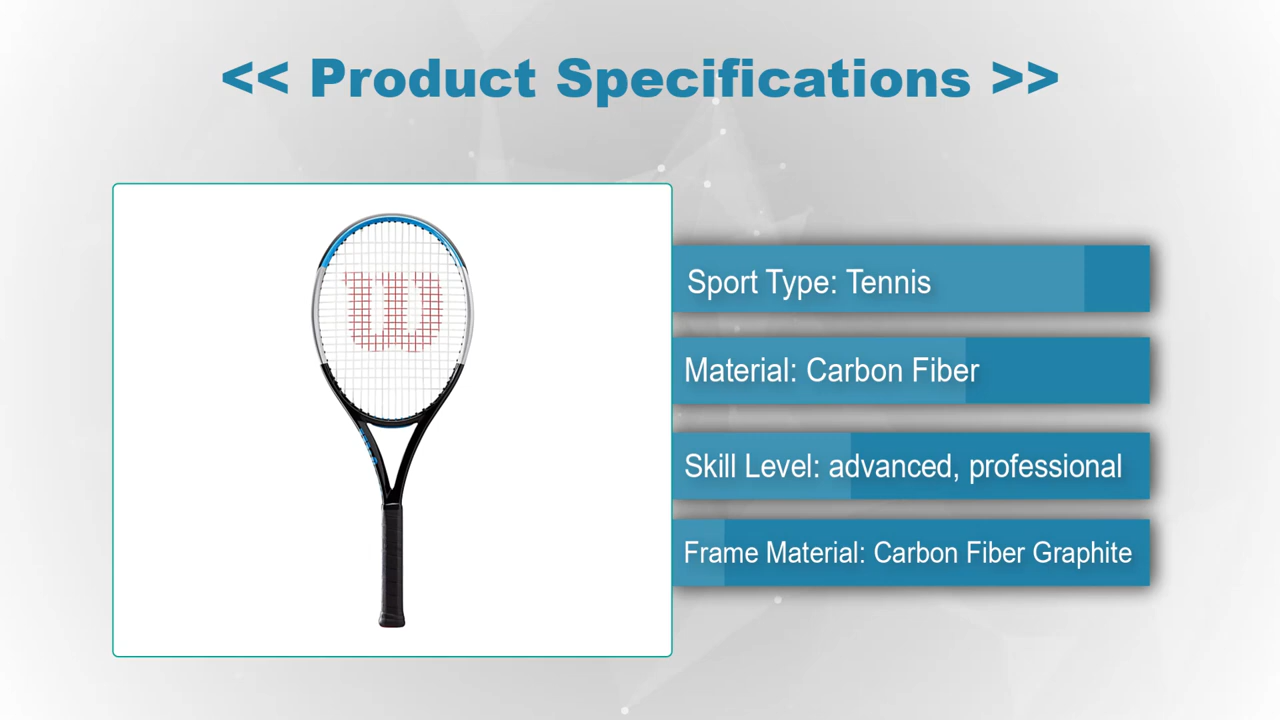 << Product Specifications >>
W
Sport Type: Tennis
Material: Carbon Fiber
Skill Level: advanced, professional
Frame Material: Carbon Fiber Graphite